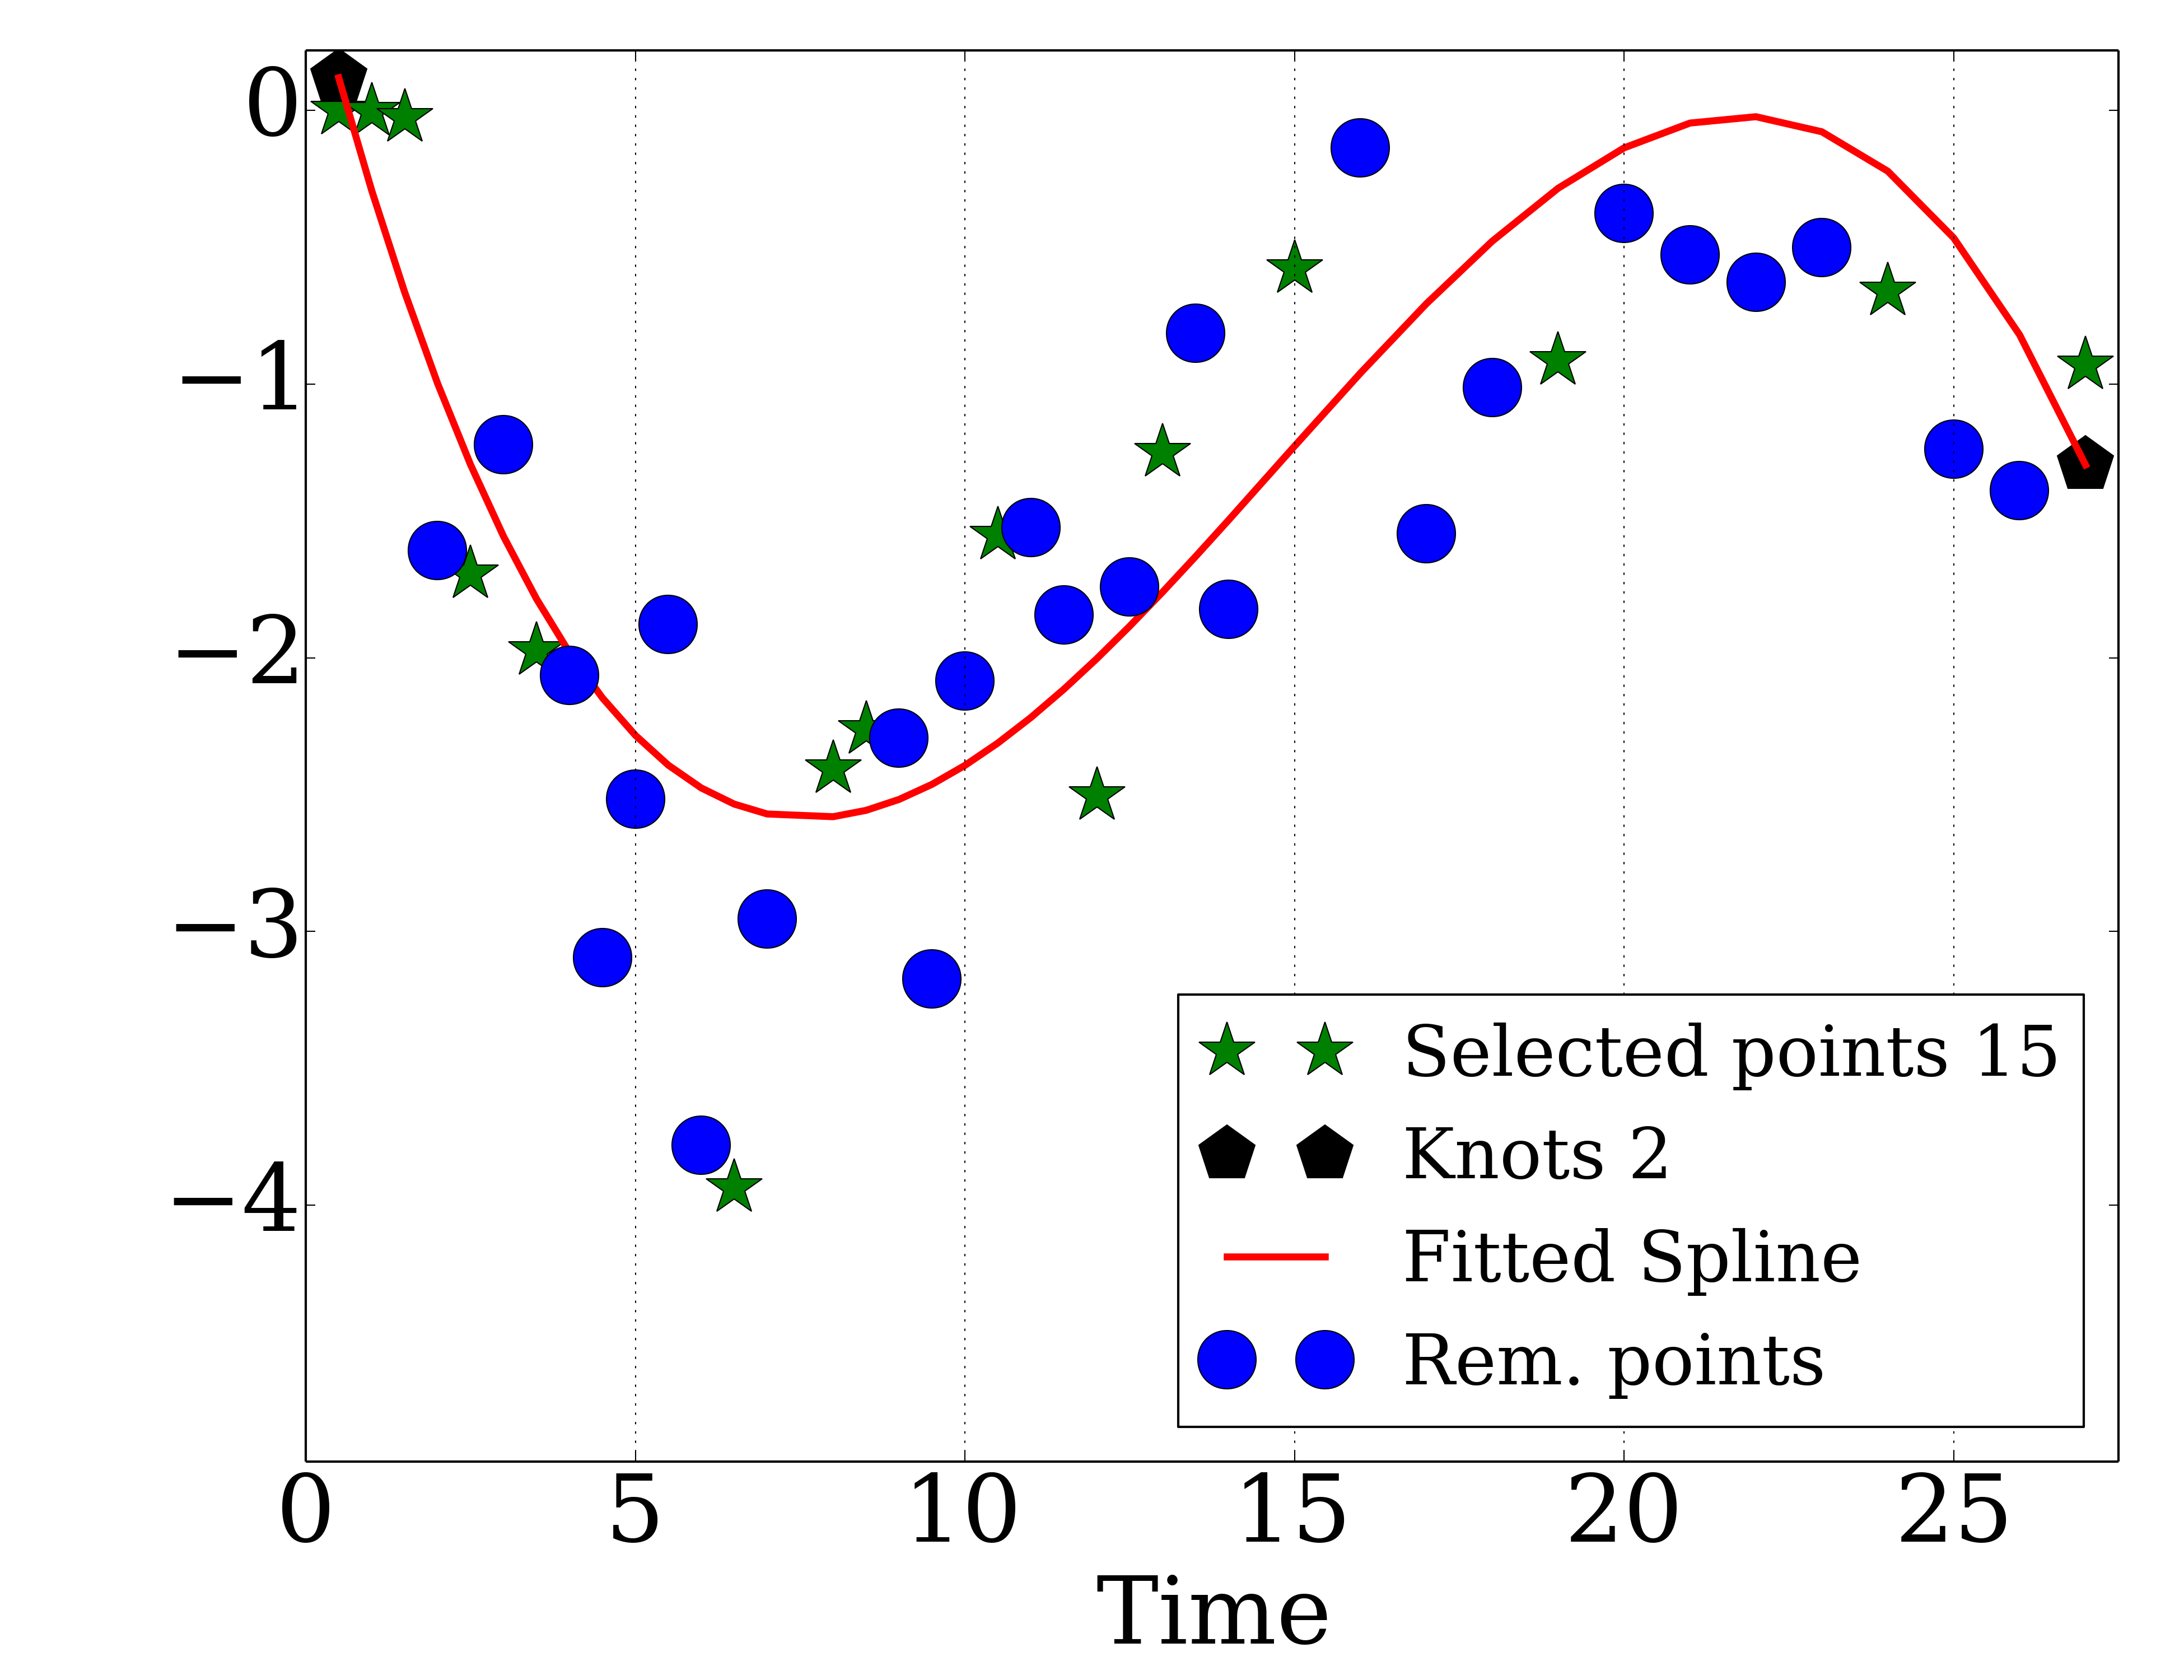 0
−1
−2
−3
−4
Selected points 15
Knots 2
Fitted Spline
Rem. points
0 5 10 15 20 25
Time